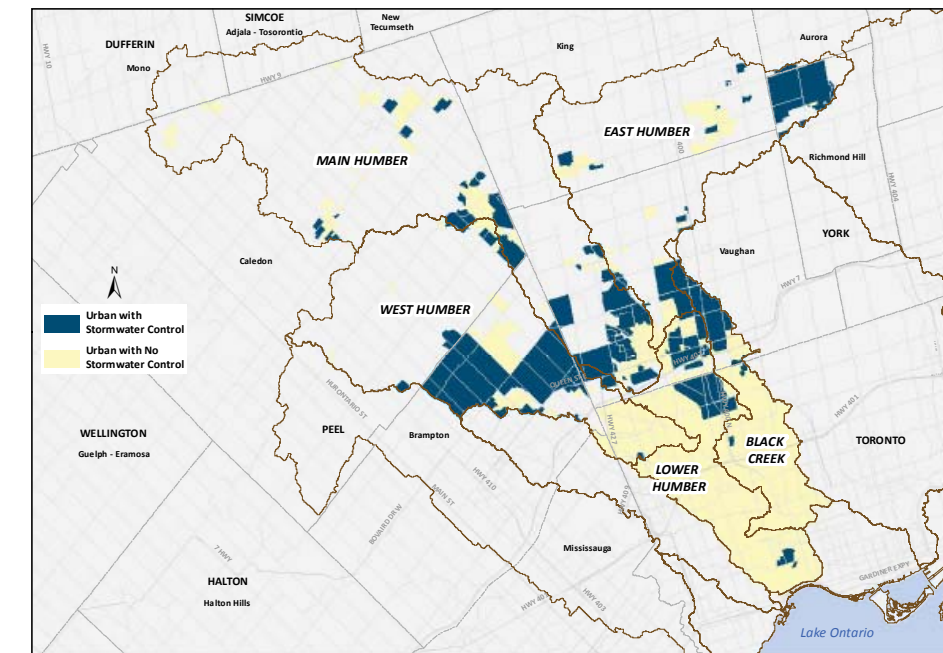 SIMCOE
Adjala - Tosorontio
New
Tecumseth
DUFFERIN
Mono
HWY 10
HWY 9
King
Aurora
EAST HUMBER
400
MAIN HUMBER
Richmond Hill
HWY 404
YORK
Vaughan
HWY 7
Caledon
N
Urban with
Stormwater Control
Urban with No
Stormwater Control
WEST HUMBER
QUEEN ST
HURONTARIO ST
HWY 427
HWY 401
PEEL
Brampton
WELLINGTON
Guelph - Eramosa
BLACK
CREEK
TORONTO
LOWER
HUMBER
HWY 410
MAIN ST
BOVAIRD DR W
HWY 409
7 HWY
Mississauga
HALTON
Halton Hills
HWY 403
GARDINER EXPY
Lake Ontario